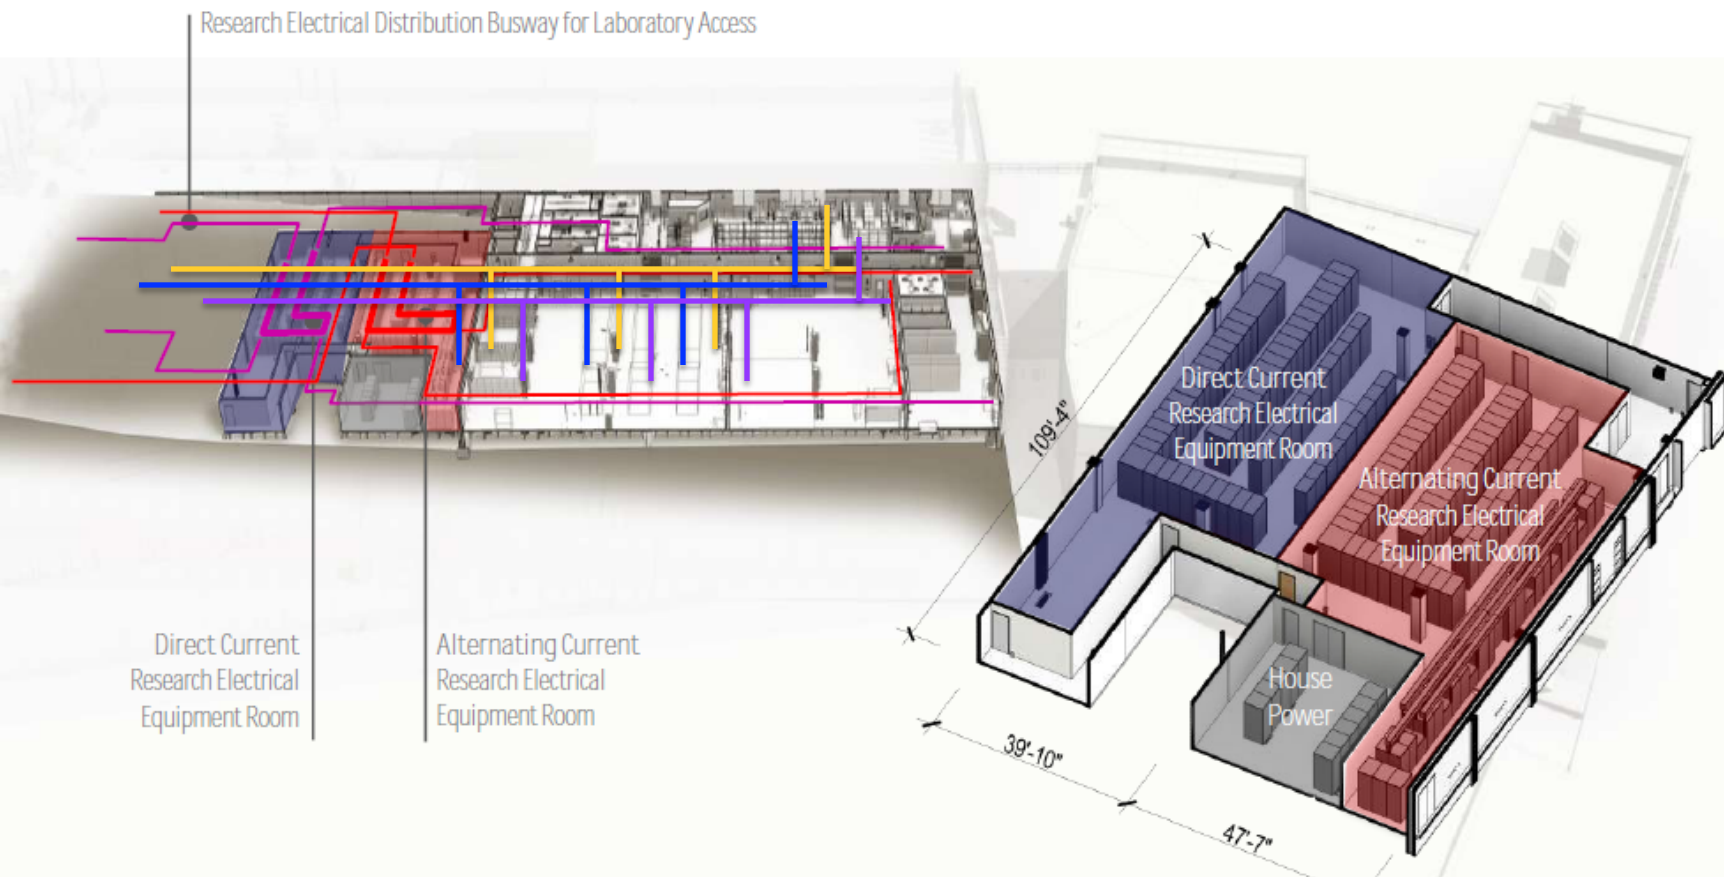 Research Electrical Distribution Busway for Laboratory Access
Direct Current
Research Electrical
Equipment Room
Alternating Current
Research Electrical
Equipment Room
Direct Current
Research Electrical
Equipment Room
Alternating Current
Research Electrical
Equipment Room
House
Power
109'-4"
39'-10"
47'-7"